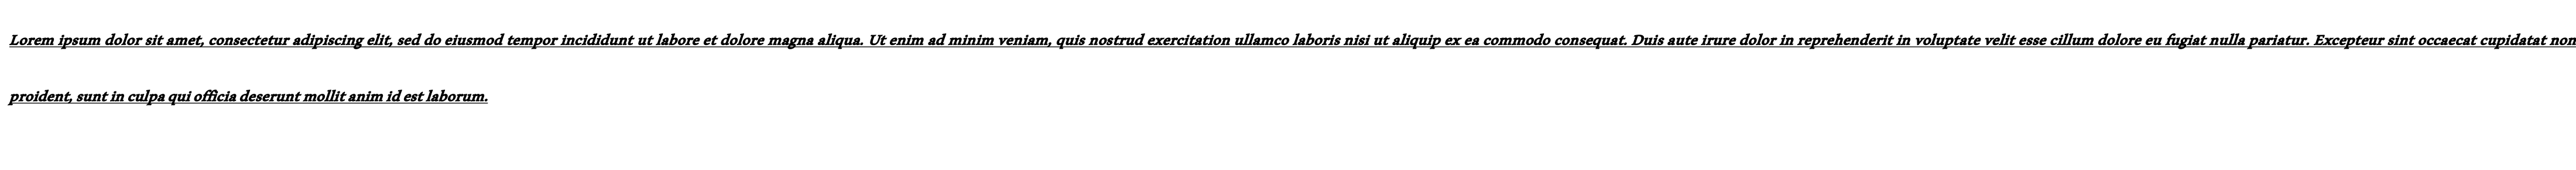 Lorem ipsum dolor sit amet, consectetur adipiscing elit, sed do eiusmod tempor incididunt ut labore et dolore magna aliqua. Ut enim ad minim veniam, quis nostrud exercitation ullamco laboris nisi ut aliquip ex ea commodo consequat. Duis aute irure dolor in reprehenderit in voluptate velit esse cillum dolore eu fugiat nulla pariatur. Excepteur sint occaecat cupidatat non
proident, sunt in culpa qui officia deserunt mollit anim id est laborum.